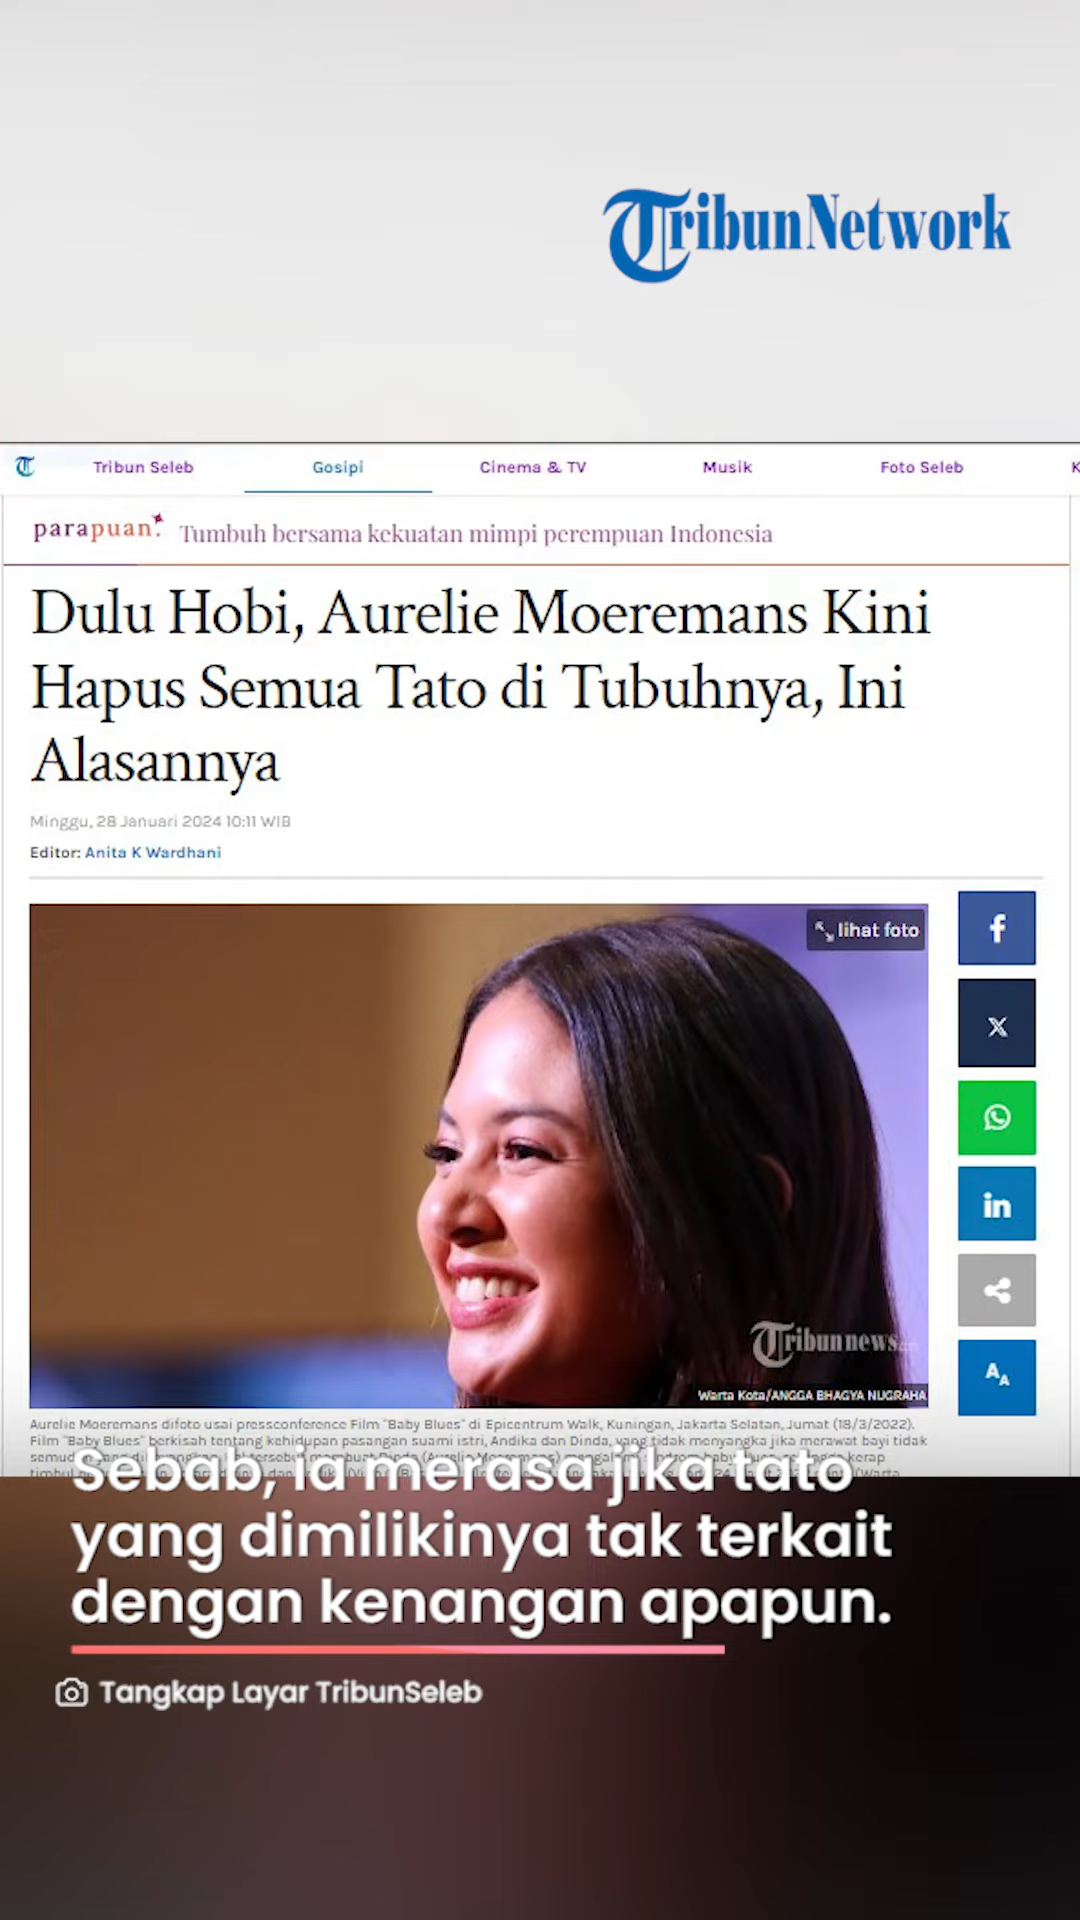 TribunNetwork
Tribun Seleb Gosipi Cinema & TV Musik Foto Seleb K
parapuan. Tumbuh bersama kekuatan mimpi perempuan Indonesia
Dulu Hobi, Aurelie Moeremans Kini
Hapus Semua Tato di Tubuhnya, Ini
Alasannya
Minggu, 28 Januari 2024 10:11 WIB
Editor: Anita K Wardhani
lihat foto
Tribunnews.com
Warta Kota/ANGGA BHAGYA NUGRAHA
Aurelie Moeremans difoto usai pressconference Film "Baby Blues" di Epicentrum Walk, Kuningan, Jakarta Selatan, Jumat (18/3/2022).
Film "Baby Blues" berkisah tentang kehidupan pasangan suami istri, Andika dan Dinda, yang tidak menyangka jika merawat bayi tidak
Sebab, ia merasa jika tato
yang dimilikinya tak terkait
dengan kenangan apapun.
Tangkap Layar TribunSeleb